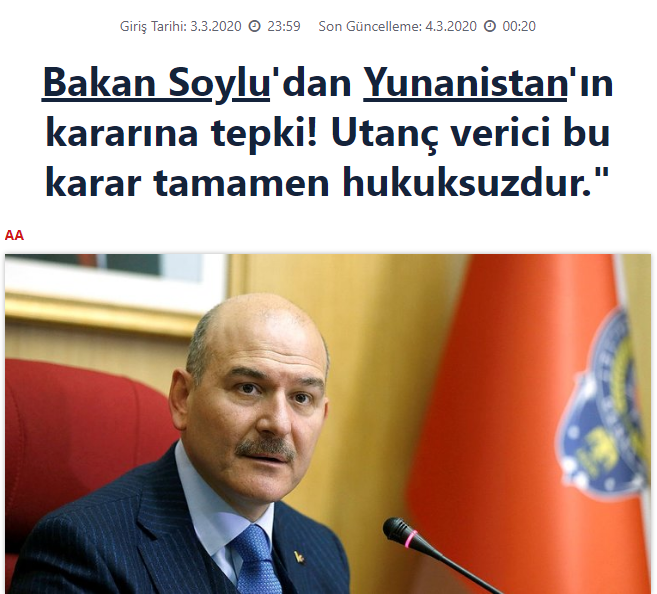 Giriş Tarihi: 3.3.2020 23:59 Son Güncelleme: 4.3.2020 00:20
Bakan Soylu'dan Yunanistan'ın
kararına tepki! Utanç verici bu
karar tamamen hukuksuzdur."
AA